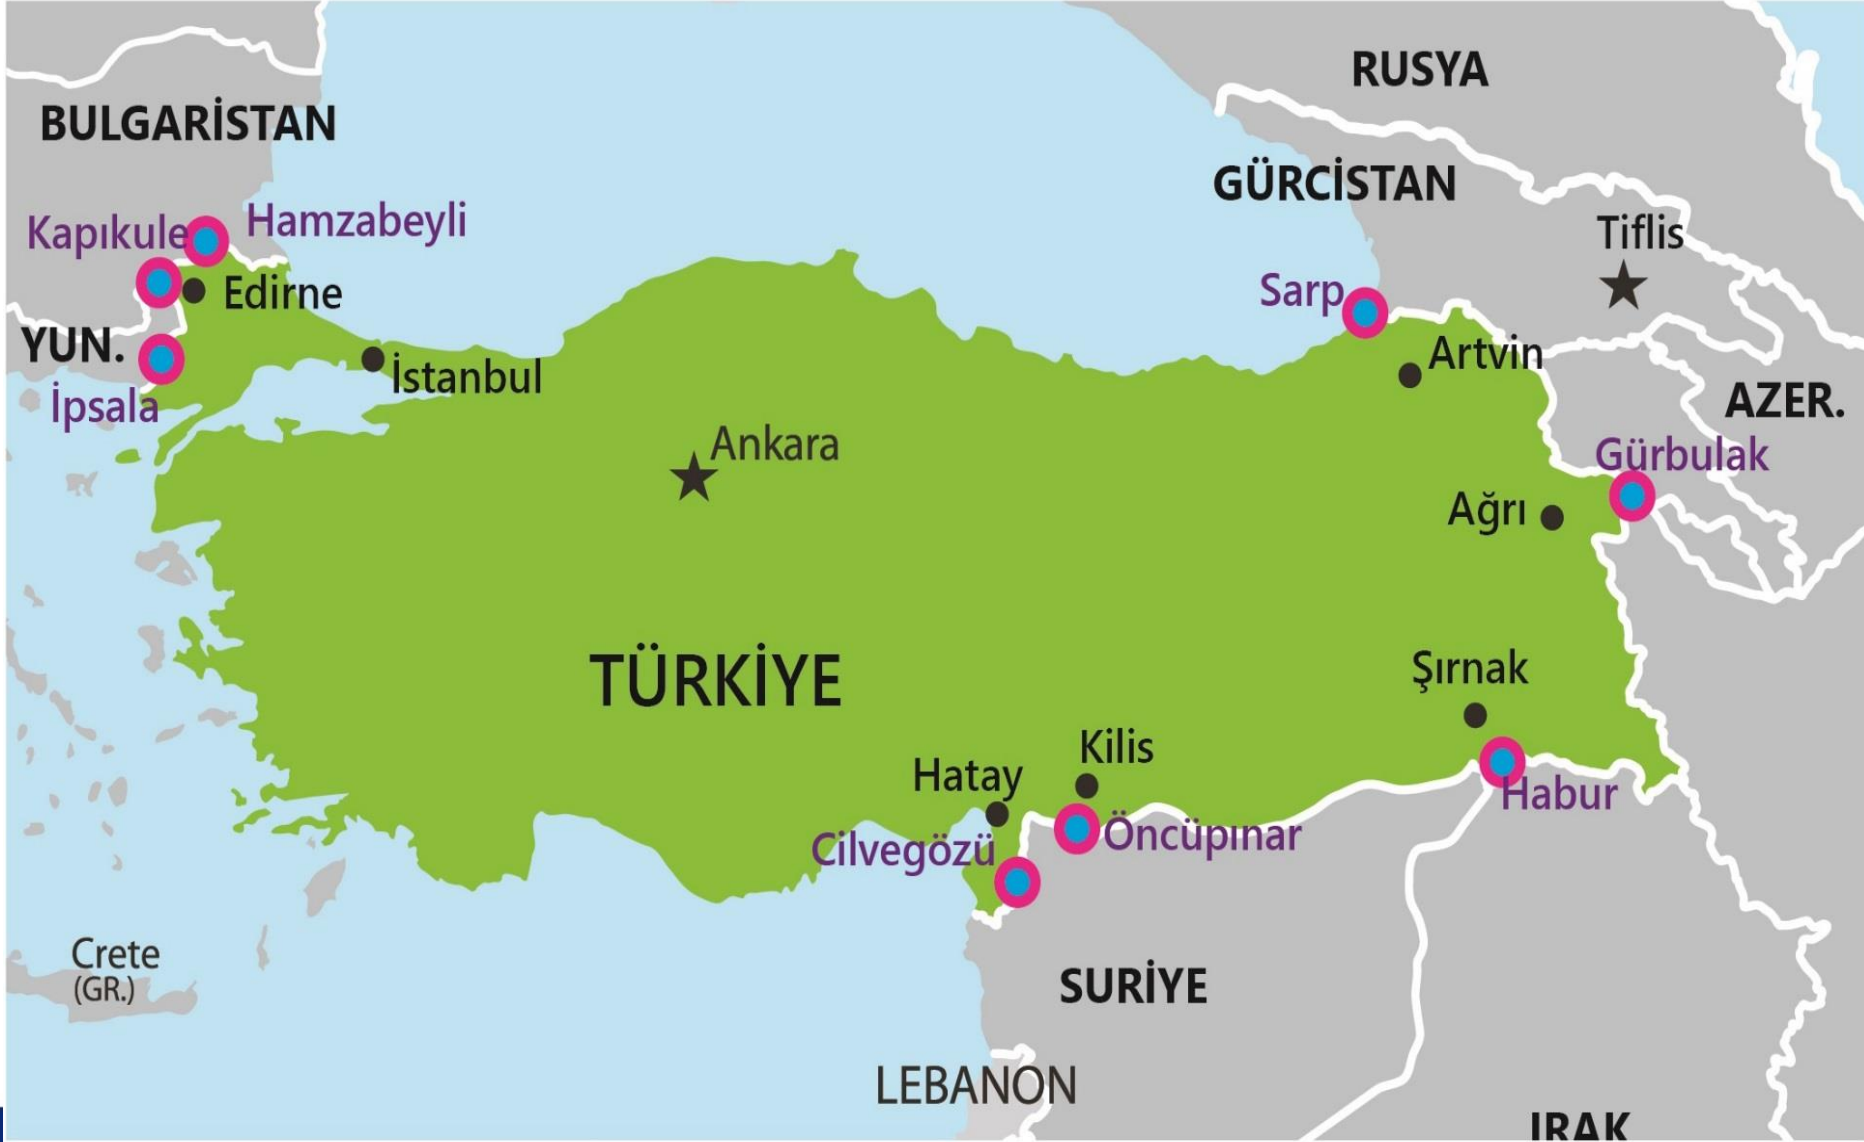 RUSYA
BULGARİSTAN
GÜRCİSTAN
Kapıkule
Hamzabeyli
Tiflis
Edirne
Sarp
YUN.
İstanbul
Artvin
İpsala
AZER.
Ankara
Gürbulak
Ağrı
TÜRKİYE
Şırnak
Kilis
Hatay
Habur
Cilvegözü
Öncüpınar
Crete
(GR.)
SURİYE
LEBANON
IRAK